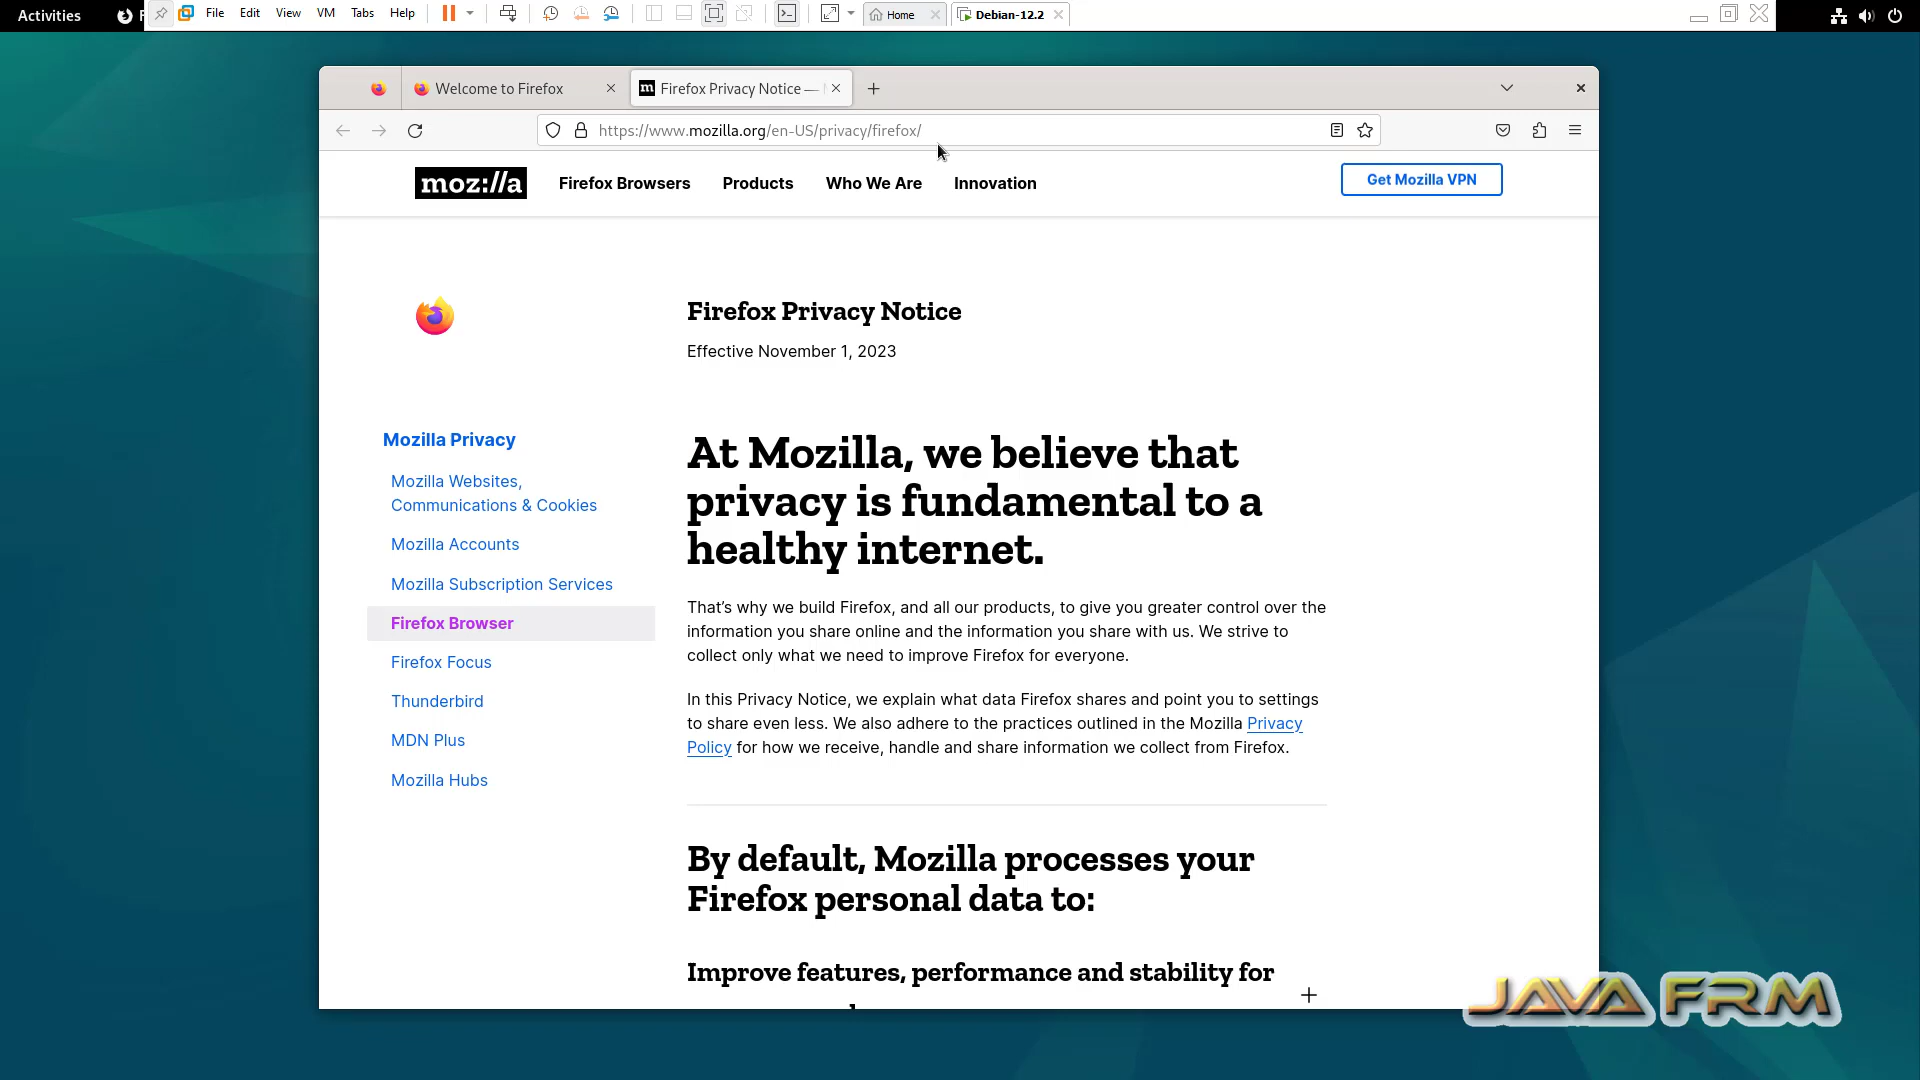 Activities
File Edit View VM Tabs Help
Home
Debian-12.2
Welcome to Firefox
Firefox Privacy Notice —
https://www.mozilla.org/en-US/privacy/firefox/
moz://a
Firefox Browsers
Products
Who We Are
Innovation
Get Mozilla VPN
Firefox Privacy Notice
Effective November 1, 2023
Mozilla Privacy
Mozilla Websites,
Communications & Cookies
Mozilla Accounts
Mozilla Subscription Services
Firefox Browser
Firefox Focus
Thunderbird
MDN Plus
Mozilla Hubs
At Mozilla, we believe that
privacy is fundamental to a
healthy internet.
That’s why we build Firefox, and all our products, to give you greater control over the
information you share online and the information you share with us. We strive to
collect only what we need to improve Firefox for everyone.
In this Privacy Notice, we explain what data Firefox shares and point you to settings
to share even less. We also adhere to the practices outlined in the Mozilla Privacy
Policy for how we receive, handle and share information we collect from Firefox.
By default, Mozilla processes your
Firefox personal data to:
Improve features, performance and stability for
JAVA FRM